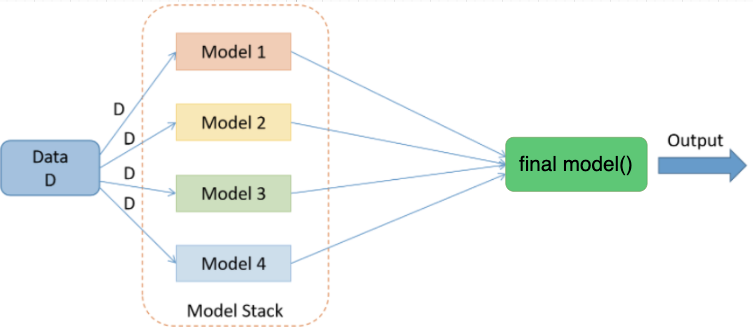 Data
D
D
D
D
D
Model 1
Model 2
Model 3
Model 4
Model Stack
final model()
Output